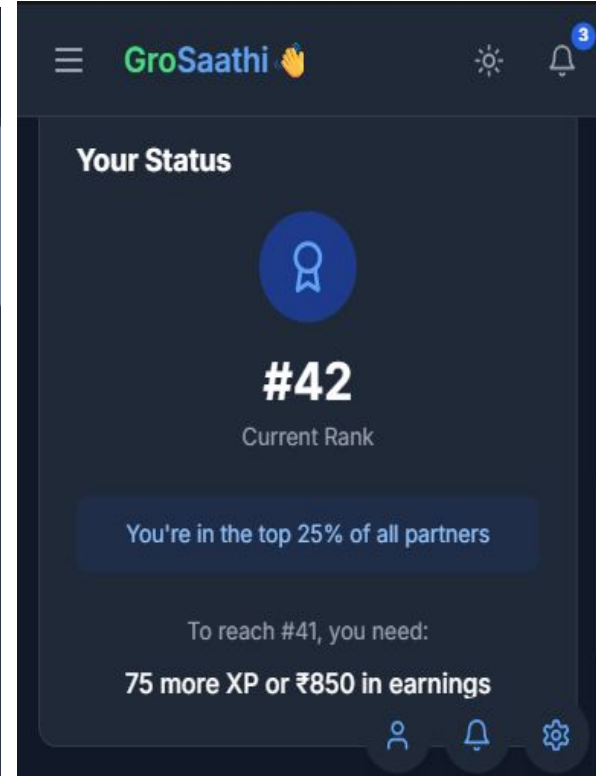 GroSaathi 👋
3
Your Status
#42
Current Rank
You're in the top 25% of all partners
To reach #41, you need:
75 more XP or ₹850 in earnings